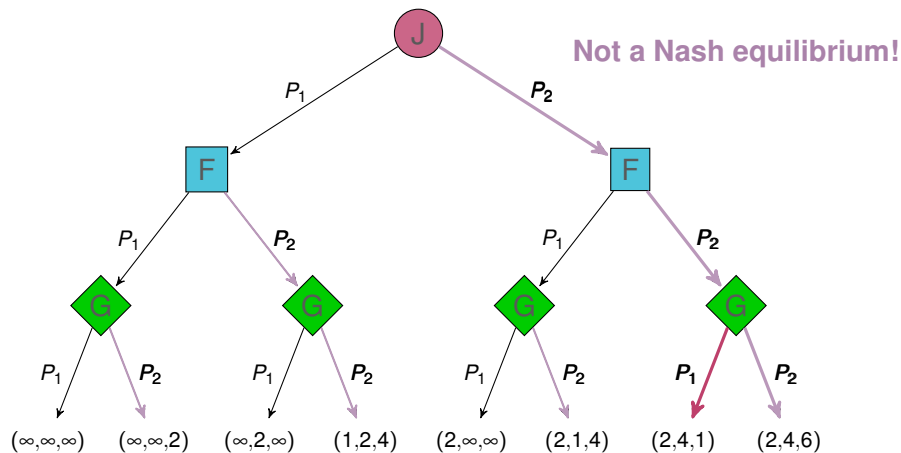 J
Not a Nash equilibrium!
P₁
P₂
F
F
P₁
P₂
P₁
P₂
G
G
G
G
P₁
P₂
P₁
P₂
P₁
P₂
P₁
P₂
(∞,∞,∞)
(∞,∞,2)
(∞,2,∞)
(1,2,4)
(2,∞,∞)
(2,1,4)
(2,4,1)
(2,4,6)